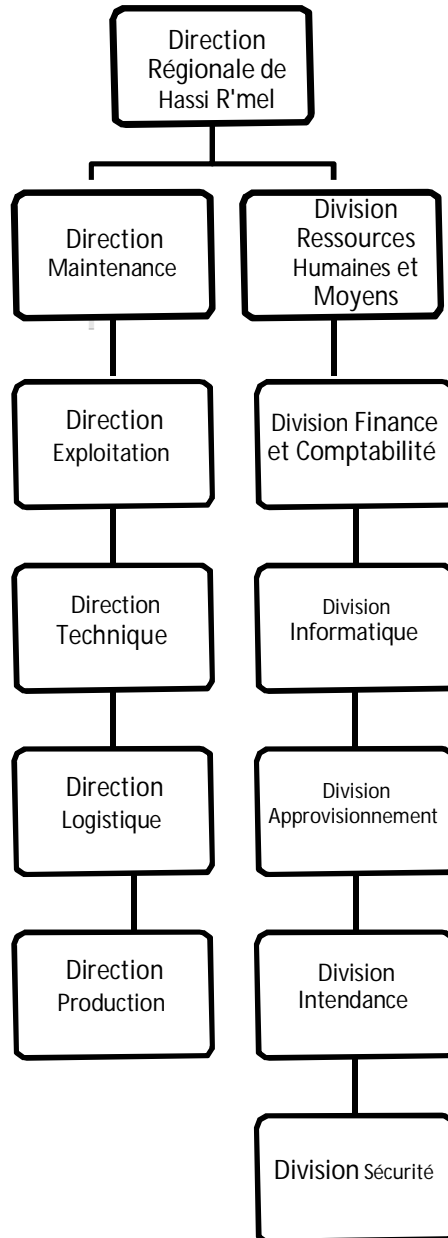 Direction
Régionale de
Hassi R'mel
Direction
Maintenance
Division
Ressources
Humaines et
Moyens
Direction
Exploitation
Division Finance
et Comptabilité
Direction
Technique
Division
Informatique
Direction
Logistique
Division
Approvisionnement
Direction
Production
Division
Intendance
Division Sécurité